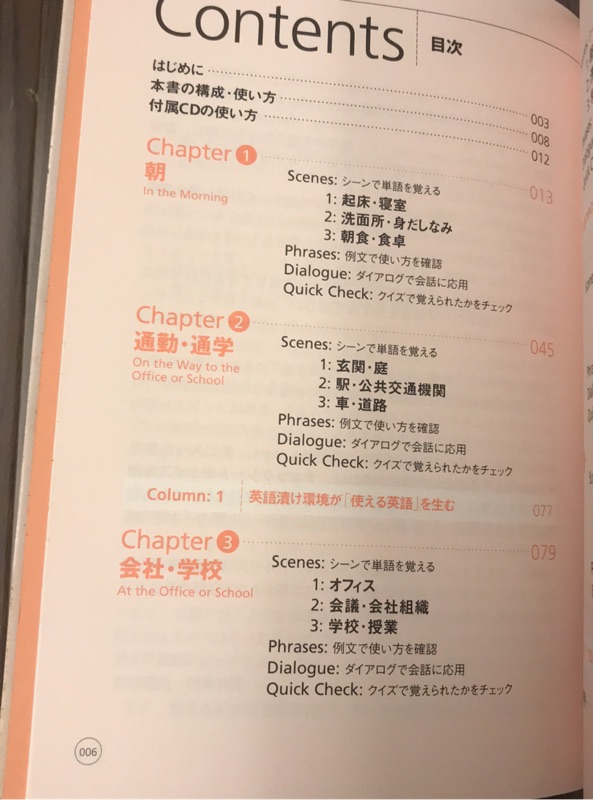 Contents 目次
はじめに 003
本書の構成・使い方 008
付属CDの使い方 012
Chapter 1 013
朝
In the Morning
Scenes: シーンで単語を覚える
1: 起床・寝室
2: 洗面所・身だしなみ
3: 朝食・食卓
Phrases: 例文で使い方を確認
Dialogue: ダイアログで会話に応用
Quick Check: クイズで覚えられたかをチェック
Chapter 2 045
通勤・通学
On the Way to the
Office or School
Scenes: シーンで単語を覚える
1: 玄関・庭
2: 駅・公共交通機関
3: 車・道路
Phrases: 例文で使い方を確認
Dialogue: ダイアログで会話に応用
Quick Check: クイズで覚えられたかをチェック
Column: 1 英語漬け環境が「使える英語」を生む 077
Chapter 3 079
会社・学校
At the Office or School
Scenes: シーンで単語を覚える
1: オフィス
2: 会議・会社組織
3: 学校・授業
Phrases: 例文で使い方を確認
Dialogue: ダイアログで会話に応用
Quick Check: クイズで覚えられたかをチェック
006